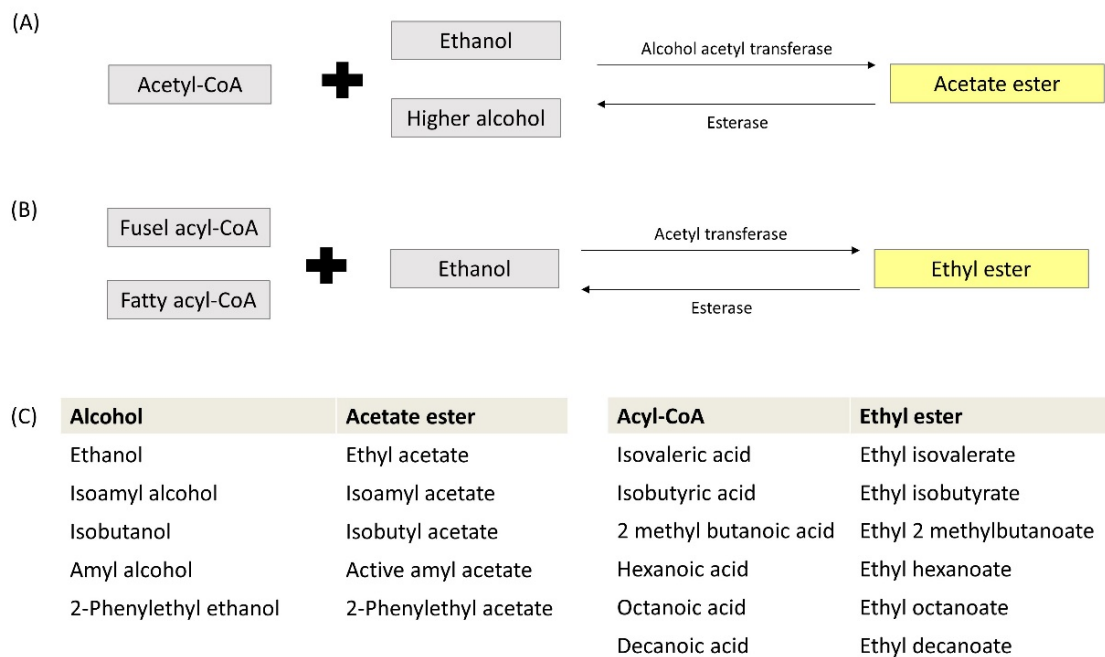 (A)
Ethanol
Acetyl-CoA
Higher alcohol
Alcohol acetyl transferase
Esterase
Acetate ester
(B)
Fusel acyl-CoA
Fatty acyl-CoA
Ethanol
Acetyl transferase
Esterase
Ethyl ester
(C)
Alcohol Acetate ester
Ethanol Ethyl acetate
Isoamyl alcohol Isoamyl acetate
Isobutanol Isobutyl acetate
Amyl alcohol Active amyl acetate
2-Phenylethyl ethanol 2-Phenylethyl acetate
Acyl-CoA Ethyl ester
Isovaleric acid Ethyl isovalerate
Isobutyric acid Ethyl isobutyrate
2 methyl butanoic acid Ethyl 2 methylbutanoate
Hexanoic acid Ethyl hexanoate
Octanoic acid Ethyl octanoate
Decanoic acid Ethyl decanoate